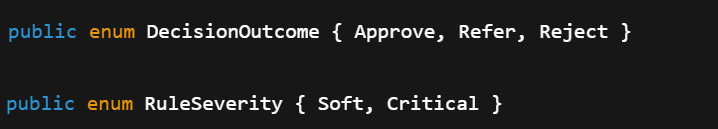 public enum DecisionOutcome { Approve, Refer, Reject }
public enum RuleSeverity { Soft, Critical }